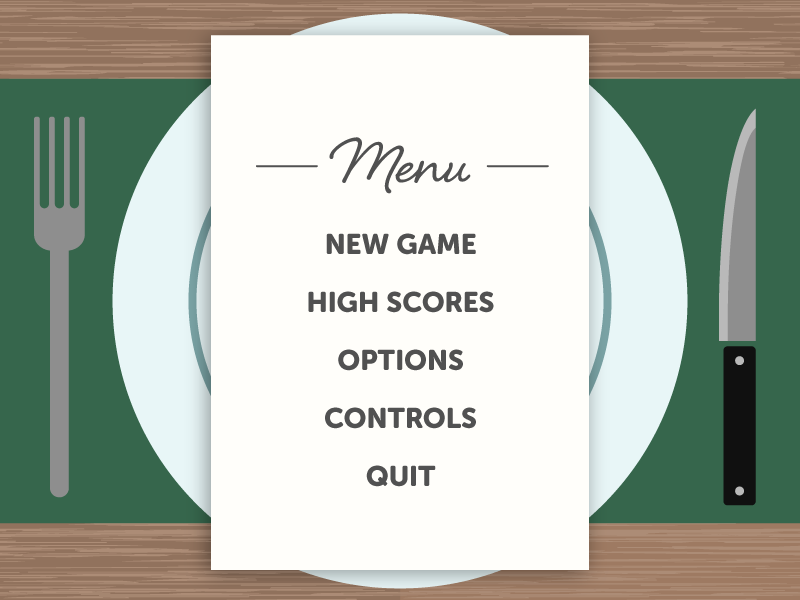 Menu
NEW GAME
HIGH SCORES
OPTIONS
CONTROLS
QUIT